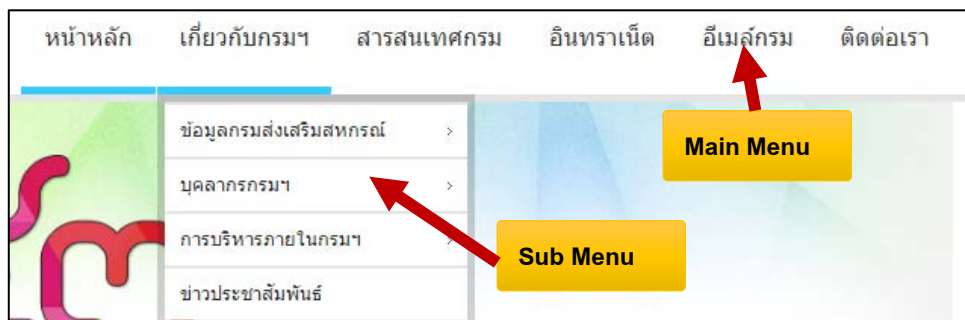 หน้าหลัก เกี่ยวกับกรมฯ สารสนเทศกรม อินทราเน็ต อีเมล์กรม ติดต่อเรา
ข้อมูลกรมส่งเสริมสหกรณ์ >
Main Menu
บุคลากรกรมฯ >
การบริหารภายในกรมฯ >
Sub Menu
ข่าวประชาสัมพันธ์